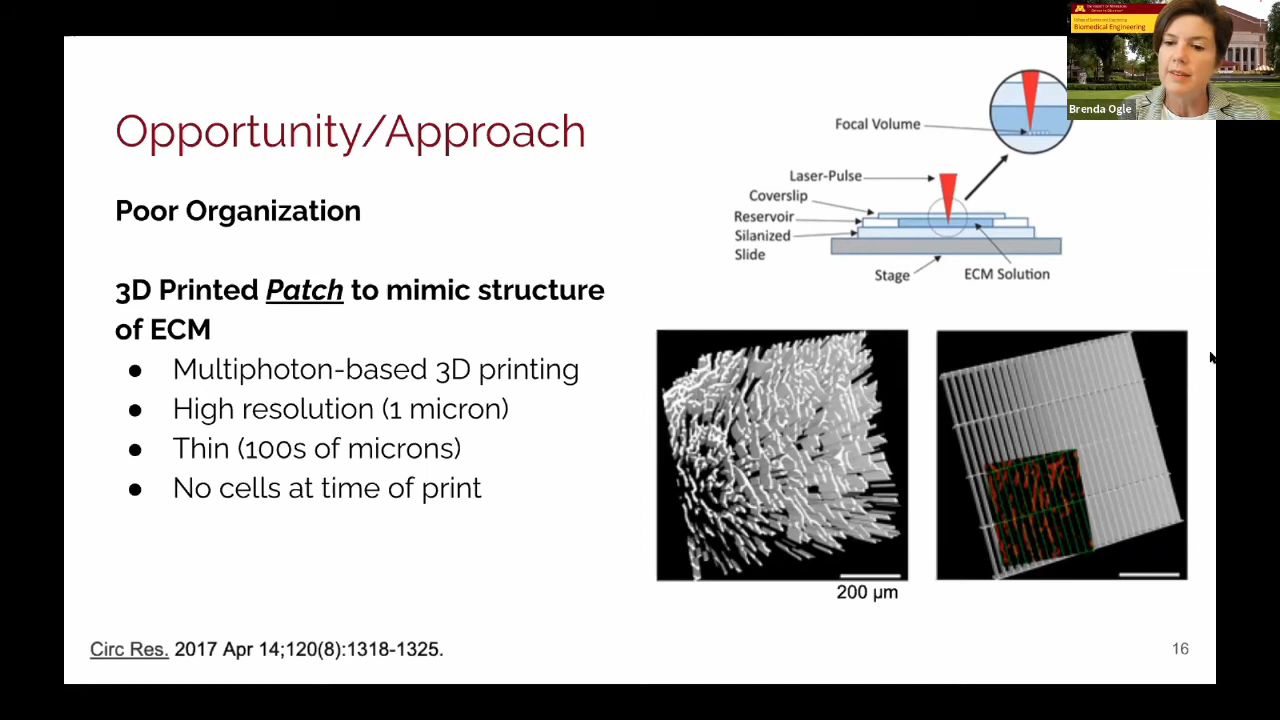 Opportunity/Approach
Poor Organization
3D Printed Patch to mimic structure
of ECM
● Multiphoton-based 3D printing
● High resolution (1 micron)
● Thin (100s of microns)
● No cells at time of print
Focal Volume
Laser-Pulse
Coverslip
Reservoir
Silanized
Slide
Stage
ECM Solution
200 µm
Circ Res. 2017 Apr 14;120(8):1318-1325.
16
Biomedical Engineering
Brenda Ogle